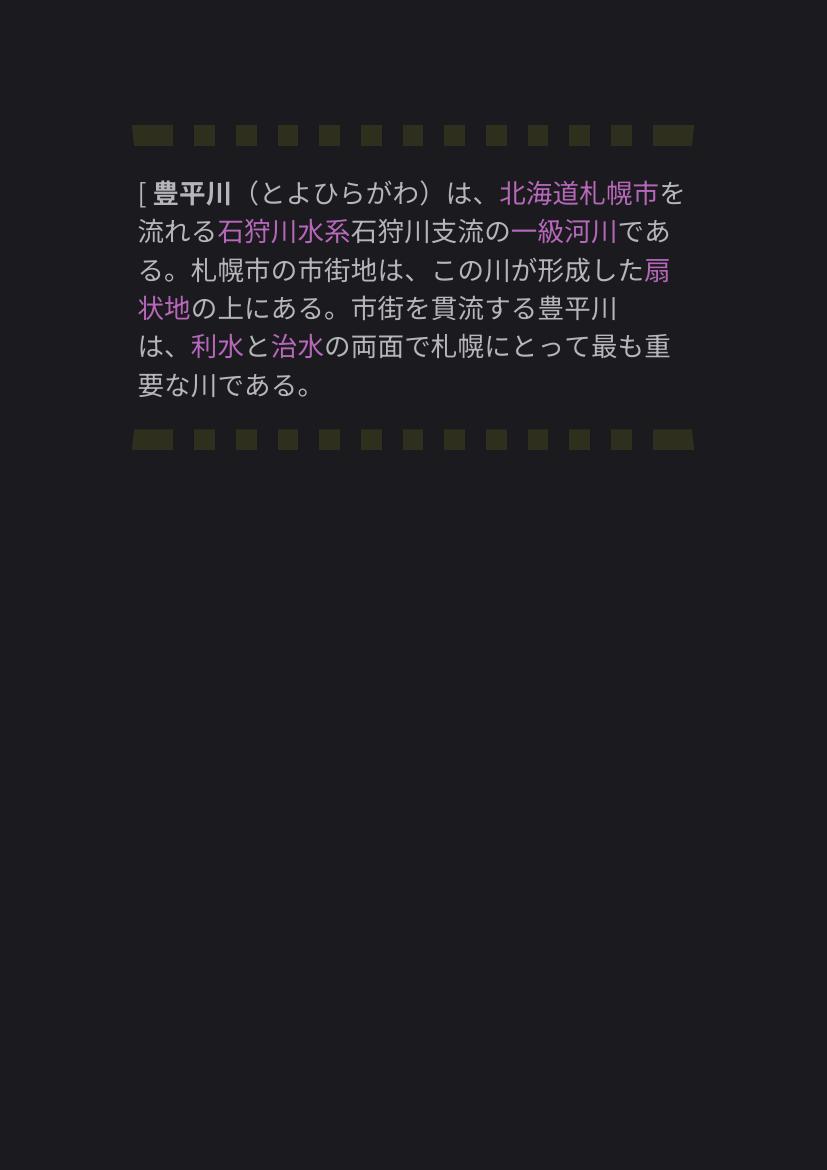 [ 豊平川（とよひらがわ）は、北海道札幌市を
流れる石狩川水系石狩川支流の一級河川であ
る。札幌市の市街地は、この川が形成した扇
状地の上にある。市街を貫流する豊平川
は、利水と治水の両面で札幌にとって最も重
要な川である。